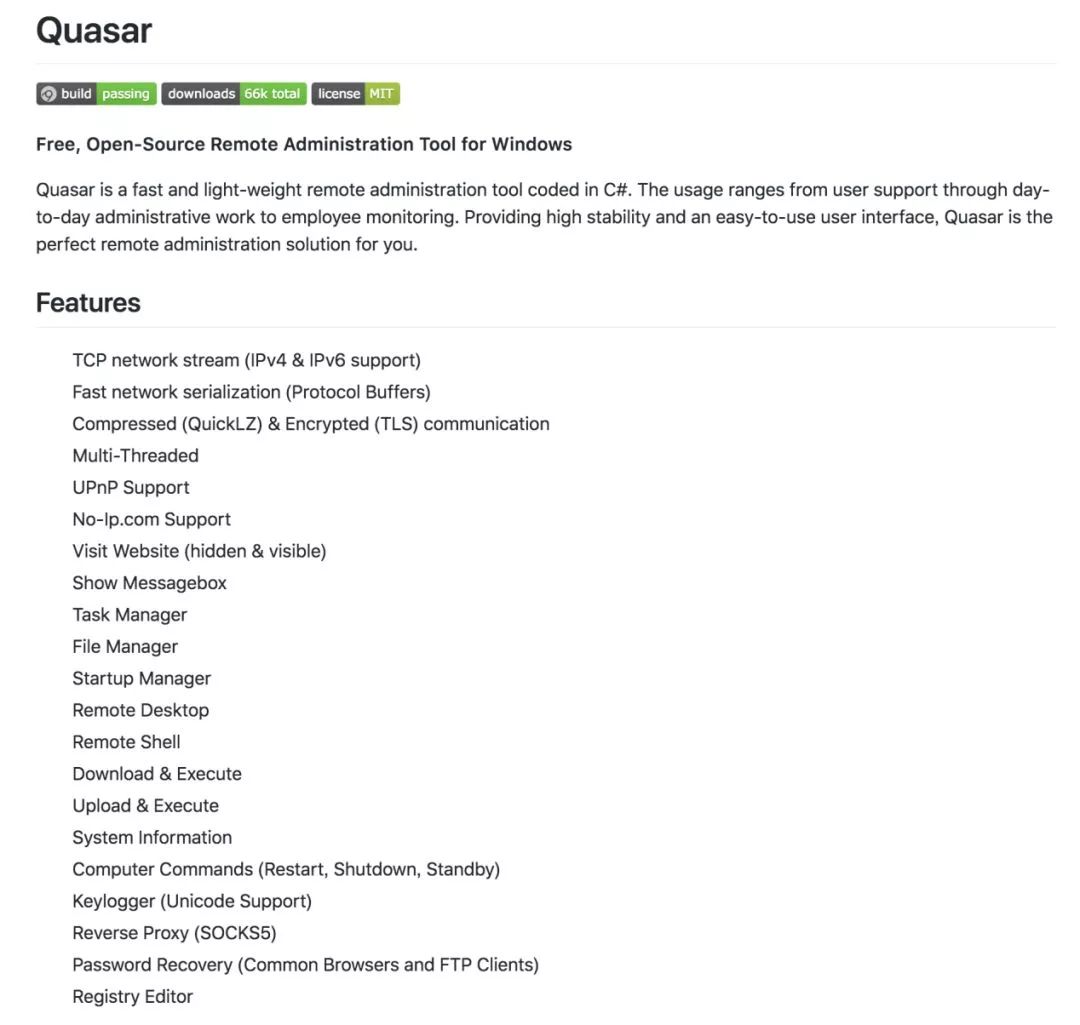 Quasar
build passing downloads 66k total license MIT
Free, Open-Source Remote Administration Tool for Windows
Quasar is a fast and light-weight remote administration tool coded in C#. The usage ranges from user support through day-
to-day administrative work to employee monitoring. Providing high stability and an easy-to-use user interface, Quasar is the
perfect remote administration solution for you.
Features
TCP network stream (IPv4 & IPv6 support)
Fast network serialization (Protocol Buffers)
Compressed (QuickLZ) & Encrypted (TLS) communication
Multi-Threaded
UPnP Support
No-Ip.com Support
Visit Website (hidden & visible)
Show Messagebox
Task Manager
File Manager
Startup Manager
Remote Desktop
Remote Shell
Download & Execute
Upload & Execute
System Information
Computer Commands (Restart, Shutdown, Standby)
Keylogger (Unicode Support)
Reverse Proxy (SOCKS5)
Password Recovery (Common Browsers and FTP Clients)
Registry Editor